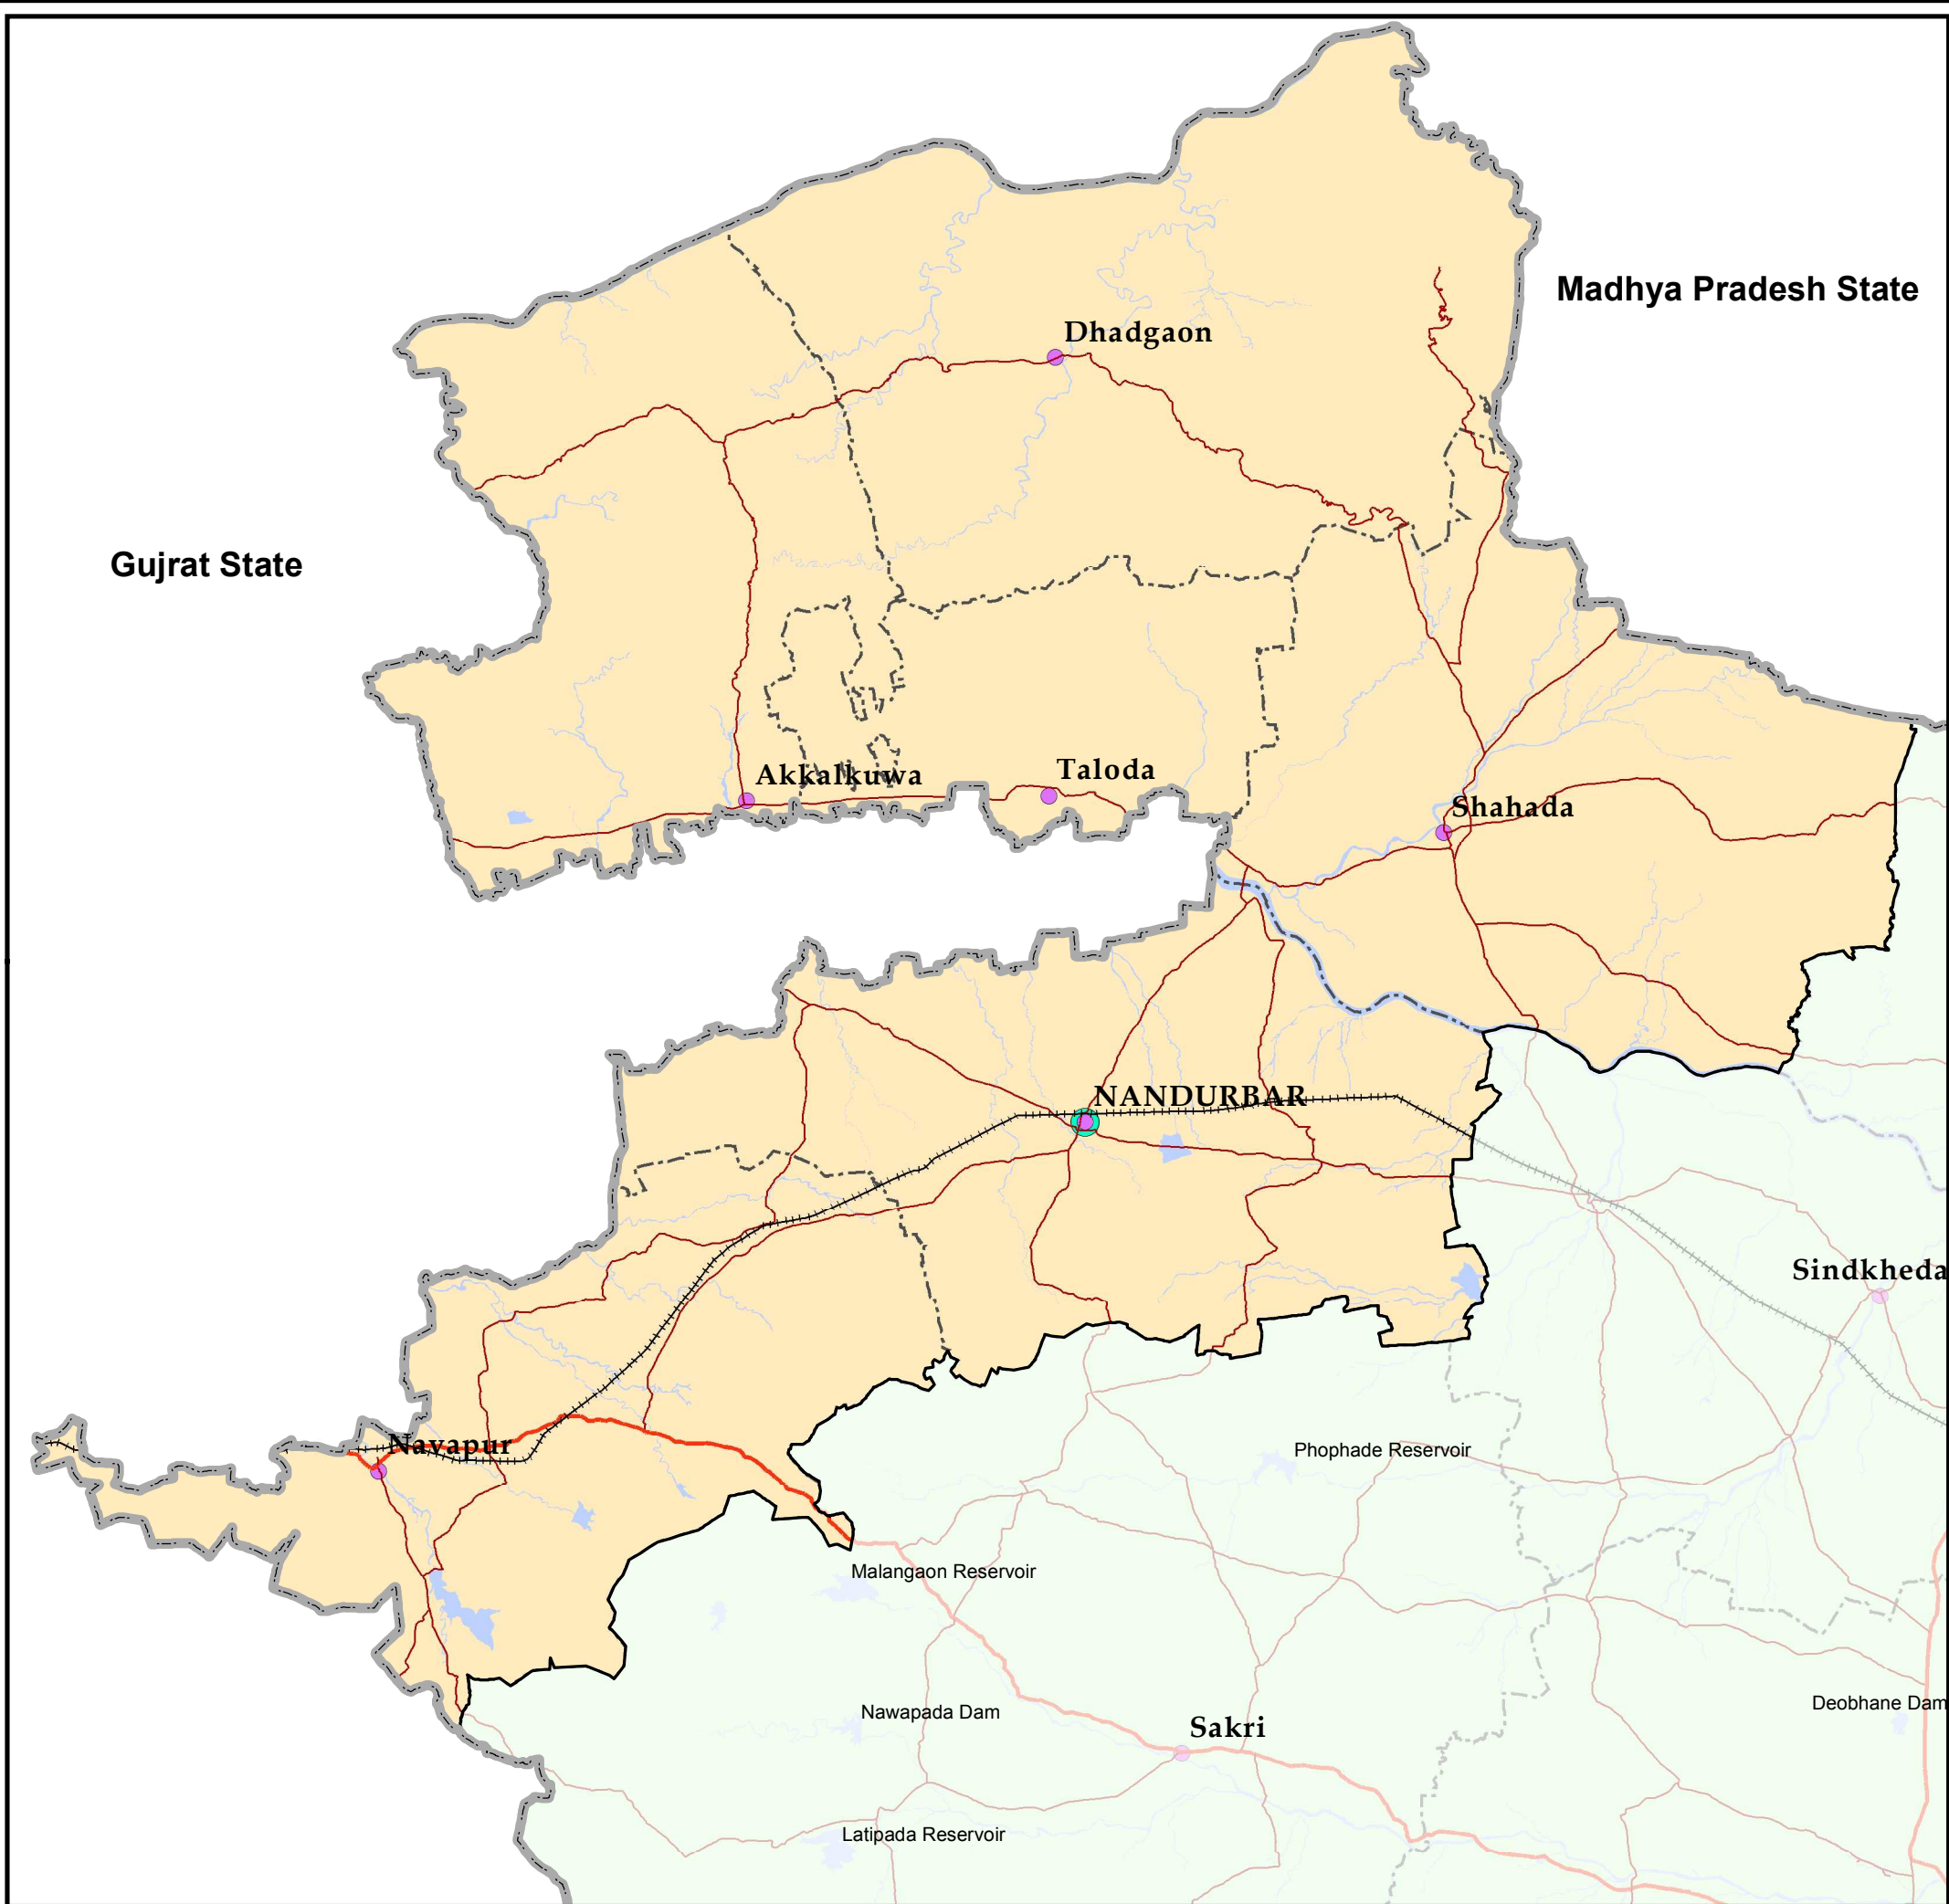 Madhya Pradesh State
Dhadgaon
Gujrat State
Akkalkuwa
Taloda
Shahada
NANDURBAR
Sindkheda
Navapur
Phophade Reservoir
Malangaon Reservoir
Nawapada Dam
Deobhane Dam
Sakri
Latipada Reservoir